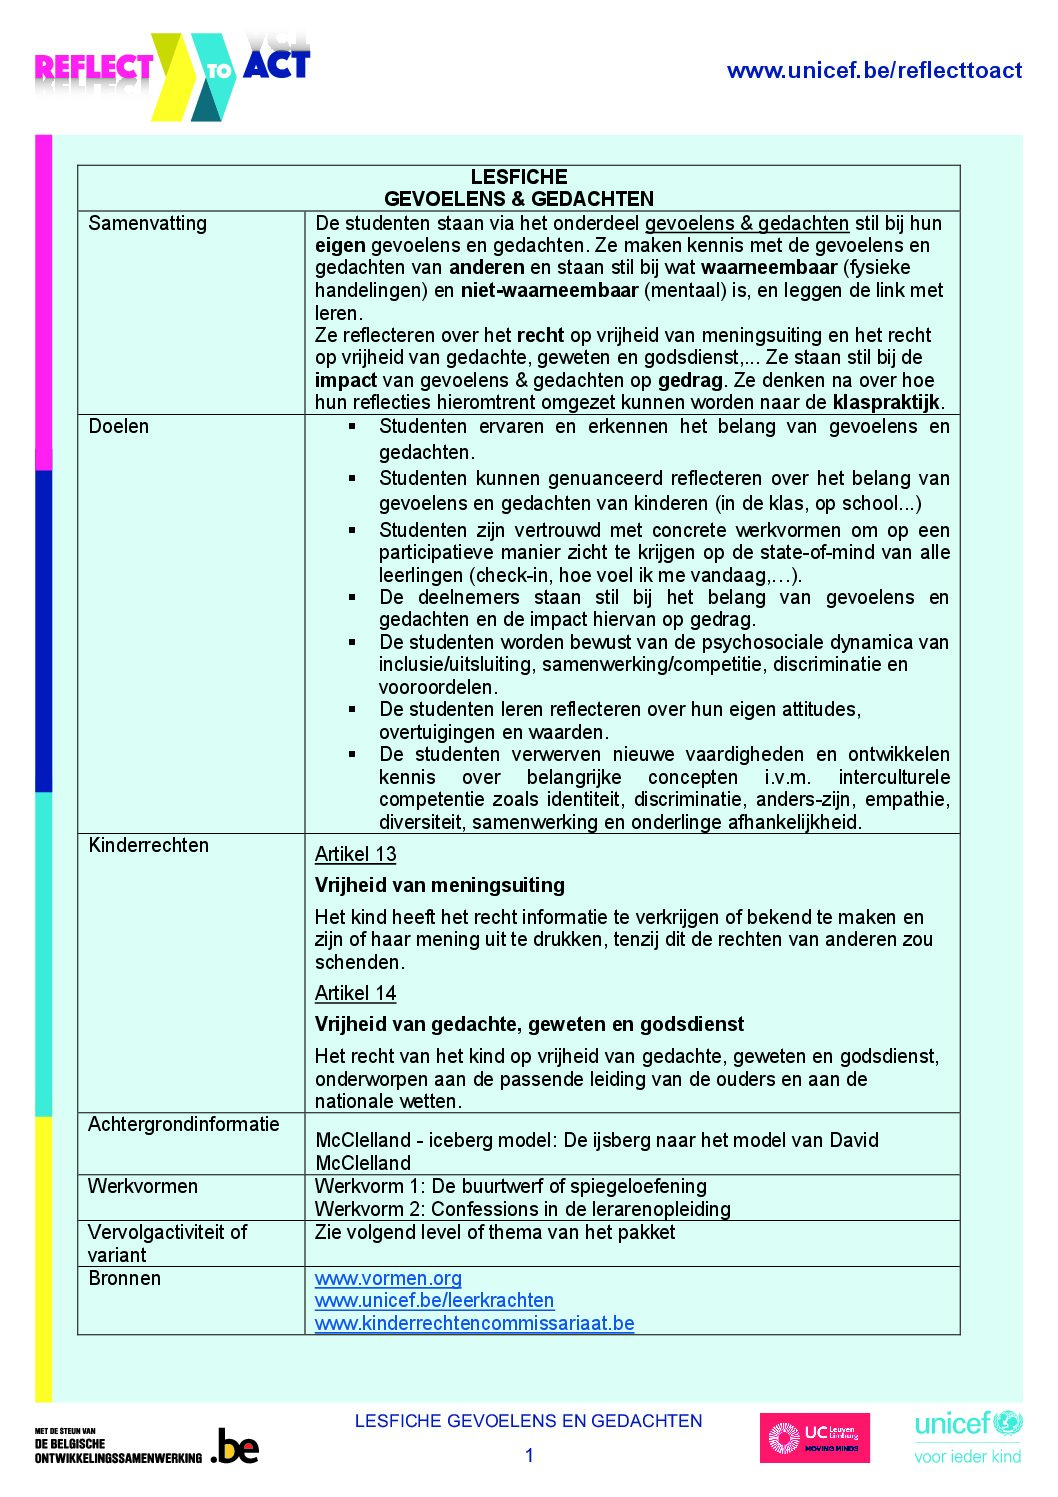 REFLECT TO ACT
www.unicef.be/reflecttoact
LESFICHE
GEVOELENS & GEDACHTEN
Samenvatting
De studenten staan via het onderdeel gevoelens & gedachten stil bij hun
eigen gevoelens en gedachten. Ze maken kennis met de gevoelens en
gedachten van anderen en staan stil bij wat waarneembaar (fysieke
handelingen) en niet-waarneembaar (mentaal) is, en leggen de link met
leren.
Ze reflecteren over het recht op vrijheid van meningsuiting en het recht
op vrijheid van gedachte, geweten en godsdienst,... Ze staan stil bij de
impact van gevoelens & gedachten op gedrag. Ze denken na over hoe
hun reflecties hieromtrent omgezet kunnen worden naar de klaspraktijk.
Doelen
▪ Studenten ervaren en erkennen het belang van gevoelens en
gedachten.
▪ Studenten kunnen genuanceerd reflecteren over het belang van
gevoelens en gedachten van kinderen (in de klas, op school...)
▪ Studenten zijn vertrouwd met concrete werkvormen om op een
participatieve manier zicht te krijgen op de state-of-mind van alle
leerlingen (check-in, hoe voel ik me vandaag,…).
▪ De deelnemers staan stil bij het belang van gevoelens en
gedachten en de impact hiervan op gedrag.
▪ De studenten worden bewust van de psychosociale dynamica van
inclusie/uitsluiting, samenwerking/competitie, discriminatie en
vooroordelen.
▪ De studenten leren reflecteren over hun eigen attitudes,
overtuigingen en waarden.
▪ De studenten verwerven nieuwe vaardigheden en ontwikkelen
kennis over belangrijke concepten i.v.m. interculturele
competentie zoals identiteit, discriminatie, anders-zijn, empathie,
diversiteit, samenwerking en onderlinge afhankelijkheid.
Kinderrechten
Artikel 13
Vrijheid van meningsuiting
Het kind heeft het recht informatie te verkrijgen of bekend te maken en
zijn of haar mening uit te drukken, tenzij dit de rechten van anderen zou
schenden.
Artikel 14
Vrijheid van gedachte, geweten en godsdienst
Het recht van het kind op vrijheid van gedachte, geweten en godsdienst,
onderworpen aan de passende leiding van de ouders en aan de
nationale wetten.
Achtergrondinformatie
McClelland - iceberg model: De ijsberg naar het model van David
McClelland
Werkvormen
Werkvorm 1: De buurtwerf of spiegeloefening
Werkvorm 2: Confessions in de lerarenopleiding
Vervolgactiviteit of
variant
Zie volgend level of thema van het pakket
Bronnen
www.vormen.org
www.unicef.be/leerkrachten
www.kinderrechtencommissariaat.be
MET DE STEUN VAN
DE BELGISCHE
ONTWIKKELINGSSAMENWERKING
.be
LESFICHE GEVOELENS EN GEDACHTEN
1
UC Leuven
Limburg
MOVING MINDS
unicef
voor ieder kind